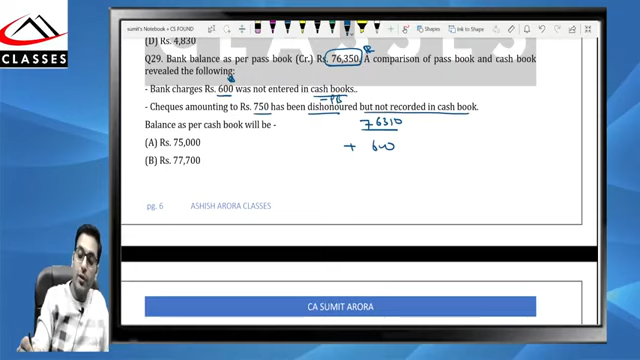 sumit's Notebook » CS FOUND
Shapes
Ink to Shape
CLASSES
(D) Rs. 4,830
Q29. Bank balance as per pass book (Cr.) Rs. 76,350. A comparison of pass book and cash book
revealed the following:
- Bank charges Rs. 600 was not entered in cash books..
- PB
- Cheques amounting to Rs. 750 has been dishonoured but not recorded in cash book.
Balance as per cash book will be -
76310
(A) Rs. 75,000
+ 600
(B) Rs. 77,700
pg. 6
ASHISH ARORA CLASSES
CA SUMIT ARORA